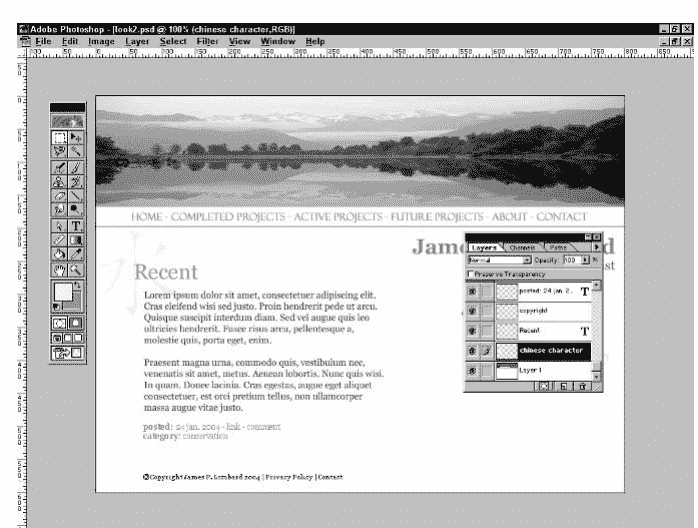 Adobe Photoshop - [look2.psd @ 100% (chinese character,RGB)]
File Edit Image Layer Select Filter View Window Help
HOME - COMPLETED PROJECTS - ACTIVE PROJECTS - FUTURE PROJECTS - ABOUT - CONTACT
水
Jam
d
Layers Channels Paths
Normal Opacity: 100 %
Preserve Transparency
posted: 24 jan. 2... T
copyright
Recent T
chinese character
Layer 1
Recent
Lorem ipsum dolor sit amet, consectetuer adipiscing elit.
Cras eleifend wisi sed justo. Proin hendrerit pede ut arcu.
Quisque suscipit interdum diam. Sed vel augue quis leo
ultricies hendrerit. Fusce risus arcu, pellentesque a,
molestie quis, porta eget, enim.
Praesent magna urna, commodo quis, vestibulum nec,
venenatis sit amet, metus. Aenean lobortis. Nunc quis wisi.
In quam. Donec lacinia. Cras egestas, augue eget aliquet
consectetuer, est orci pretium tellus, non ullamcorper
massa augue vitae justo.
posted: 24 jan. 2004 - link - comment
category: conservation
©Copyright James P. Lombard 2004 | Privacy Policy | Contact